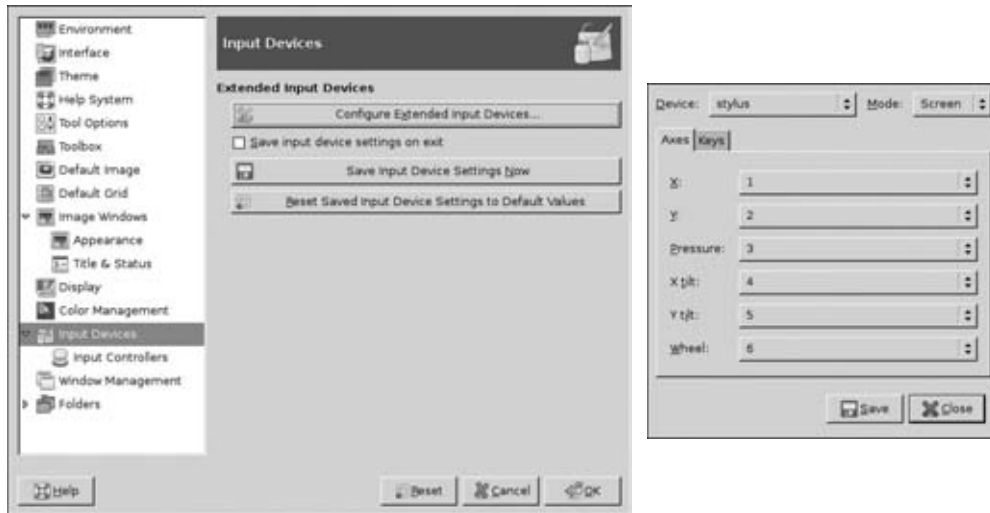 Environment
Interface
Theme
Help System
Tool Options
Toolbox
Default Image
Default Grid
Image Windows
Appearance
Title & Status
Display
Color Management
Input Devices
Input Controllers
Window Management
Folders
Input Devices
Extended Input Devices
Configure Extended Input Devices...
Save input device settings on exit
Save Input Device Settings Now
Reset Saved Input Device Settings to Default Values
Help
Reset
Cancel
OK
Device: stylus Mode: Screen
Axes Keys
X: 1
Y: 2
Pressure: 3
X tilt: 4
Y tilt: 5
Wheel: 6
Save Close